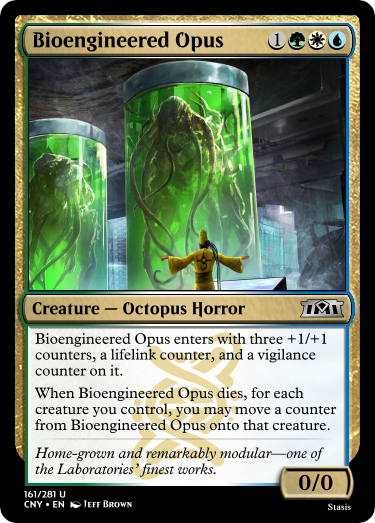 Bioengineered Opus 1
Creature — Octopus Horror
Bioengineered Opus enters with three +1/+1
counters, a lifelink counter, and a vigilance
counter on it.
When Bioengineered Opus dies, for each
creature you control, you may move a counter
from Bioengineered Opus onto that creature.
Home-grown and remarkably modular—one of
the Laboratories' finest works.
0/0
161/281 U
CNY • EN Jeff Brown
Stasis